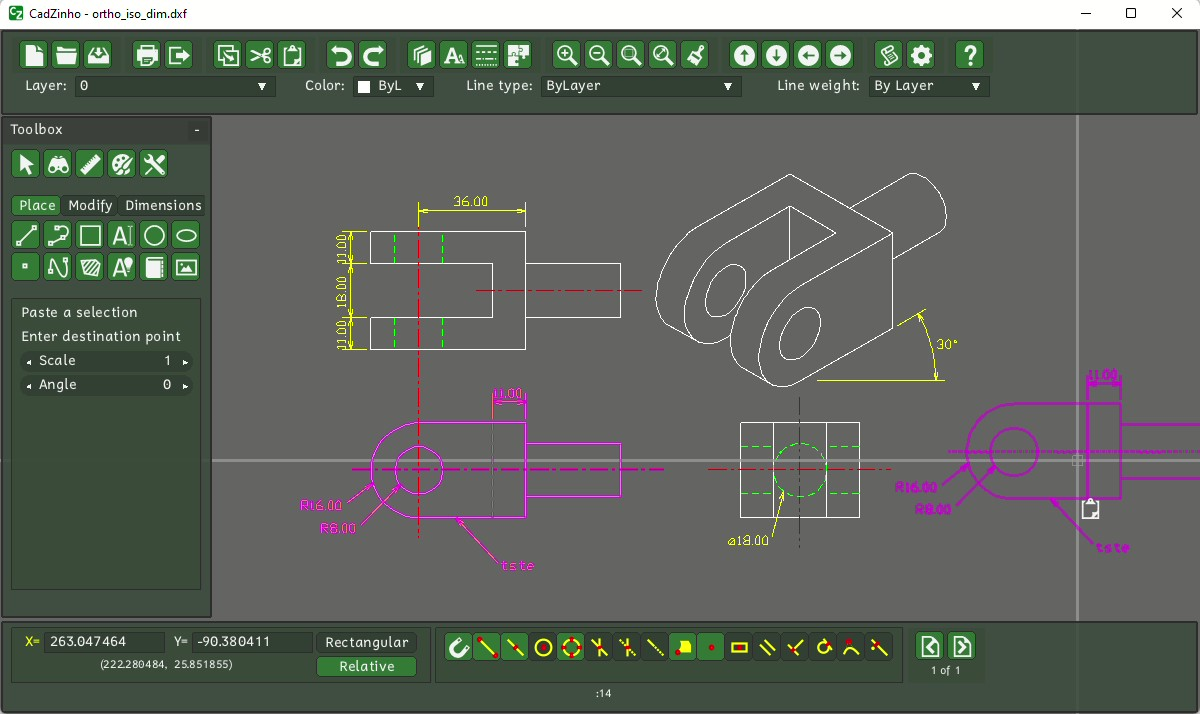 CadZinho - ortho_iso_dim.dxf
Layer: 0 Color: ByL Line type: ByLayer Line weight: By Layer
Toolbox -
Place Modify Dimensions
Paste a selection
Enter destination point
Scale 1
Angle 0
36.00
11.00
18.00
11.00
30°
11.00
R16.00
R8.00
tste
⌀18.00
11.00
R16.00
R8.00
tste
X= 263.047464 Y= -90.380411 Rectangular
(222.280484, 25.851855) Relative
1 of 1
:14